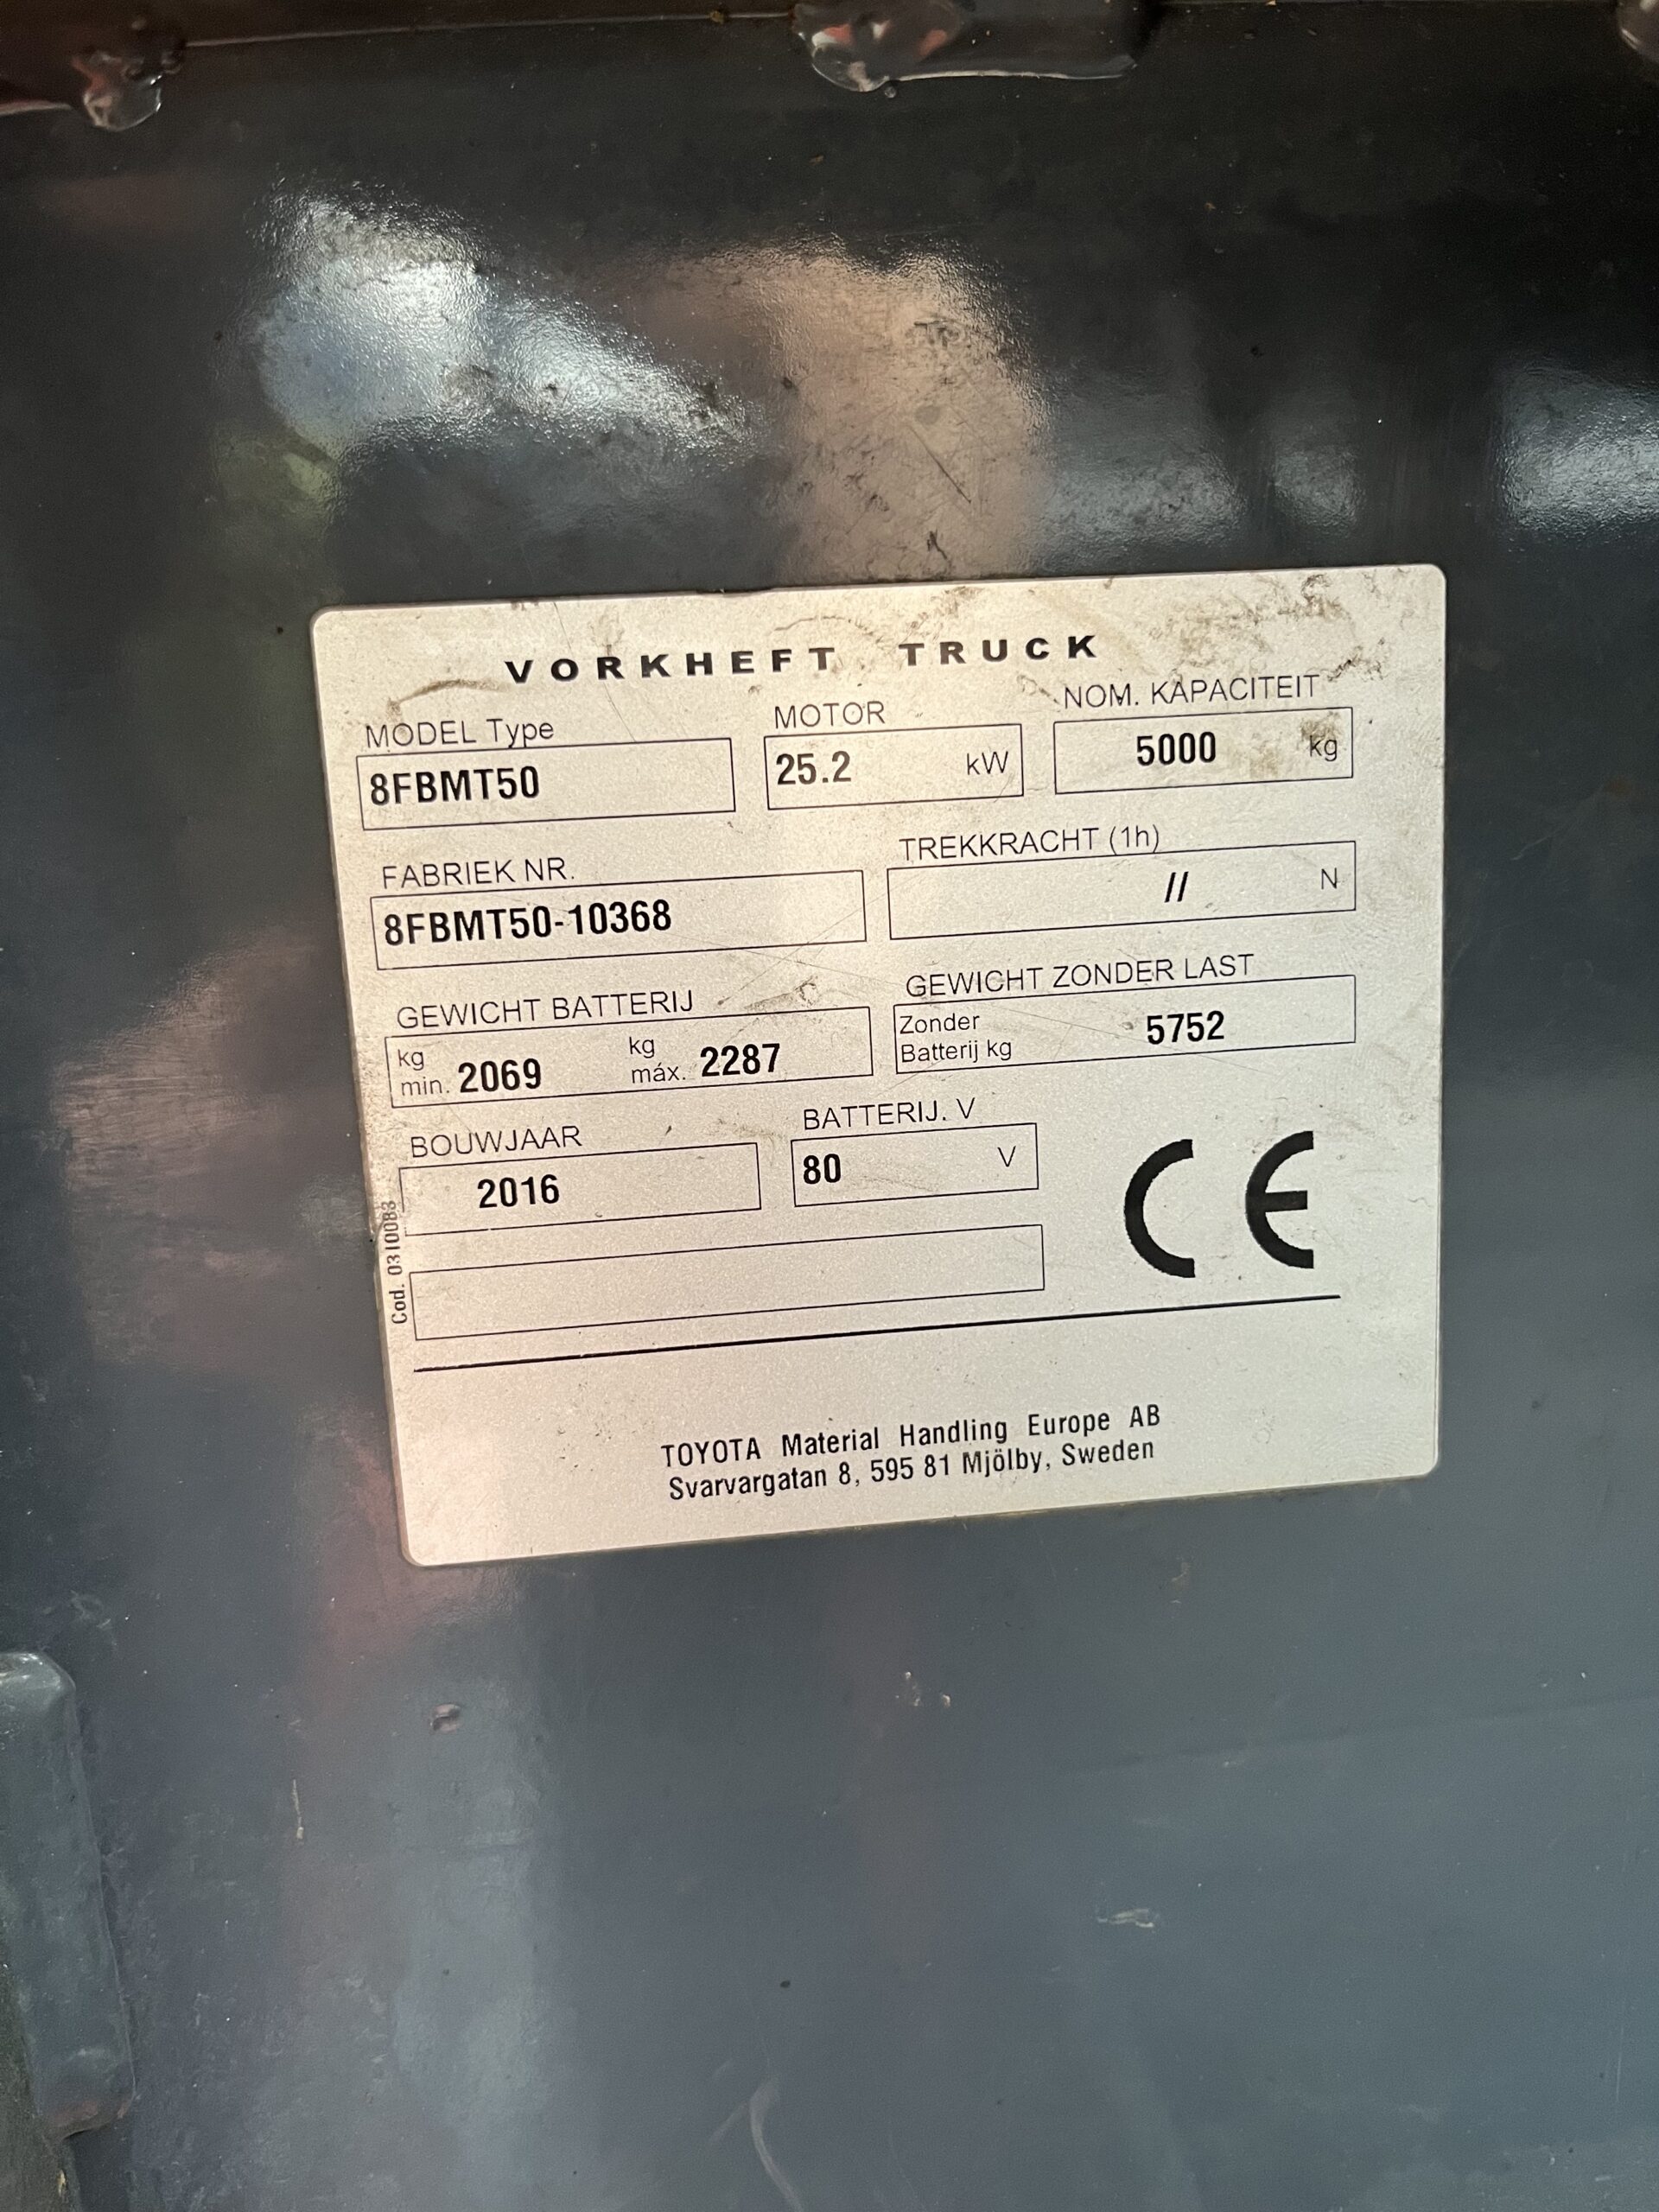 VORKHEFT TRUCK
MODEL Type
MOTOR
NOM. KAPACITEIT
8FBMT50
25.2 kW
5000 kg
FABRIEK NR.
TREKKRACHT (1h)
8FBMT50-10368
// N
GEWICHT BATTERIJ
GEWICHT ZONDER LAST
kg min. 2069 kg máx. 2287
Zonder
Batterij kg
5752
BOUWJAAR
BATTERIJ. V
2016
80 V
CE
Cod. 0310083
TOYOTA Material Handling Europe AB
Svarvargatan 8, 595 81 Mjölby, Sweden